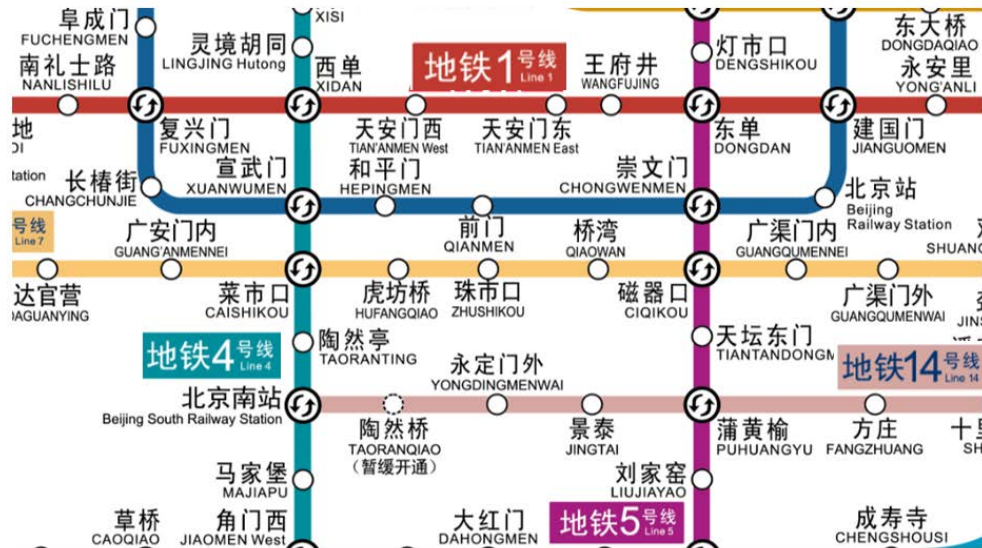 XISI
阜成门
FUCHENGMEN
灵境胡同
LINGJING Hutong
灯市口
DENGSHIKOU
东大桥
DONGDAQIAO
南礼士路
NANLISHILU
西单
XIDAN
地铁1号线
Line 1
王府井
WANGFUJING
永安里
YONG'ANLI
地
复兴门
FUXINGMEN
天安门西
TIAN'ANMEN West
天安门东
TIAN'ANMEN East
东单
DONGDAN
建国门
JIANGUOMEN
tation
长椿街
CHANGCHUNJIE
宣武门
XUANWUMEN
和平门
HEPINGMEN
崇文门
CHONGWENMEN
北京站
Beijing
Railway Station
号线
Line 7
广安门内
GUANG'ANMENNEI
前门
QIANMEN
桥湾
QIAOWAN
广渠门内
GUANGQUMENNEI
SHUANG
达官营
DAGUANYING
菜市口
CAISHIKOU
虎坊桥
HUFANGQIAO
珠市口
ZHUSHIKOU
磁器口
CIQIKOU
广渠门外
GUANGQUMENWAI
JINS
地铁4号线
Line 4
陶然亭
TAORANTING
永定门外
YONGDINGMENWAI
天坛东门
TIANTANDONGM
地铁14号线
Line 14
北京南站
Beijing South Railway Station
陶然桥
TAORANQIAO
（暂缓开通）
景泰
JINGTAI
蒲黄榆
PUHUANGYU
方庄
FANGZHUANG
十里
SH
马家堡
MAJIAPU
刘家窑
LIUJIAYAO
草桥
CAOQIAO
角门西
JIAOMEN West
大红门
DAHONGMEN
地铁5号线
Line 5
成寿寺
CHENGSHOUSI